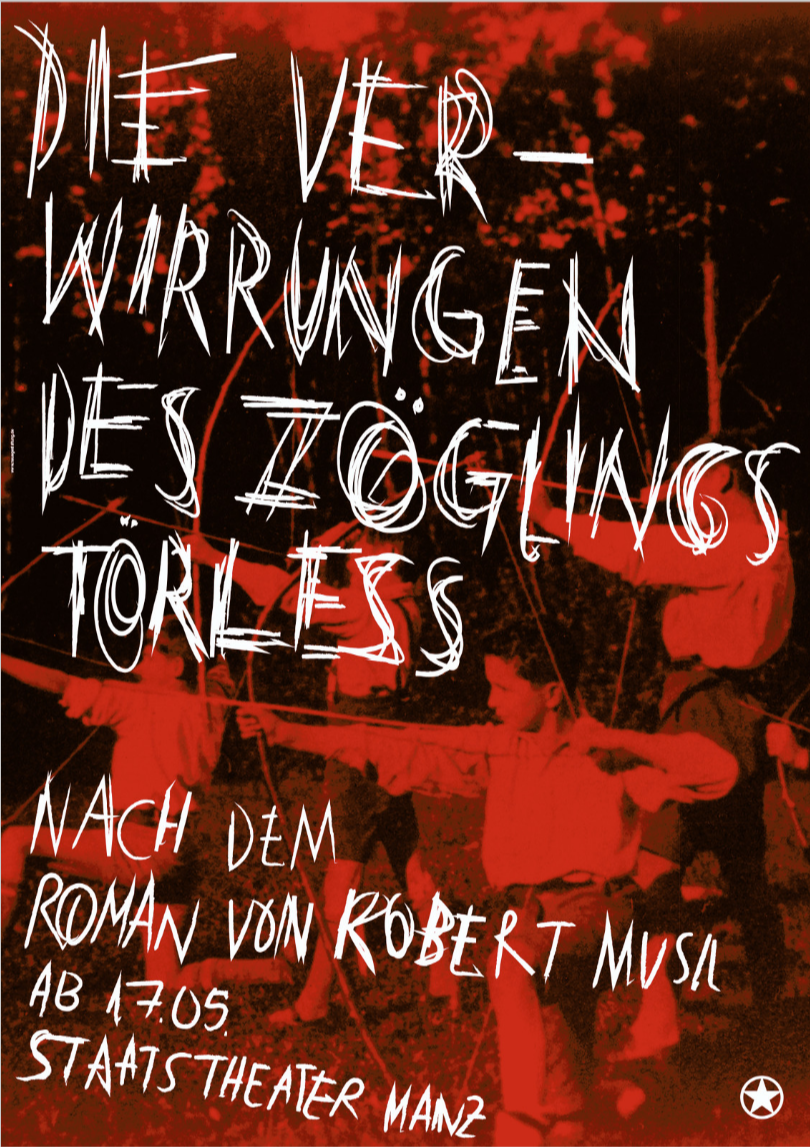 DIE VER-
WIRRUNGEN
DES ZÖGLINGS
TÖRLESS
NACH DEM
ROMAN VON ROBERT MUSIL
AB 17.05.
STAATSTHEATER MAINZ